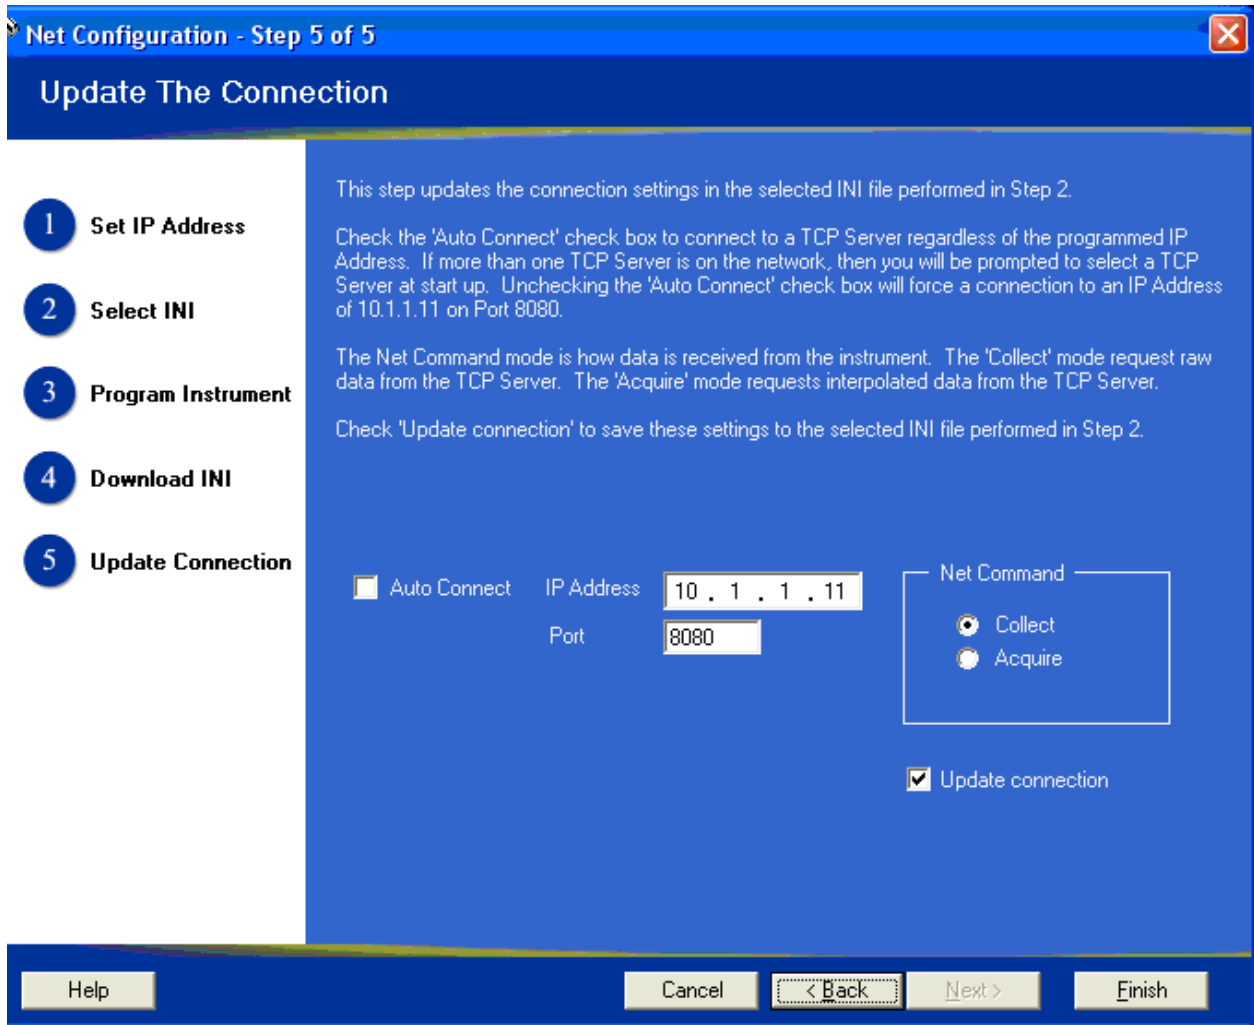 Net Configuration - Step 5 of 5
Update The Connection
1 Set IP Address
2 Select INI
3 Program Instrument
4 Download INI
5 Update Connection
This step updates the connection settings in the selected INI file performed in Step 2.
Check the 'Auto Connect' check box to connect to a TCP Server regardless of the programmed IP
Address. If more than one TCP Server is on the network, then you will be prompted to select a TCP
Server at start up. Unchecking the 'Auto Connect' check box will force a connection to an IP Address
of 10.1.1.11 on Port 8080.
The Net Command mode is how data is received from the instrument. The 'Collect' mode request raw
data from the TCP Server. The 'Acquire' mode requests interpolated data from the TCP Server.
Check 'Update connection' to save these settings to the selected INI file performed in Step 2.
Auto Connect IP Address 10 . 1 . 1 . 11
Port 8080
Net Command
Collect
Acquire
Update connection
Help Cancel < Back Next > Finish